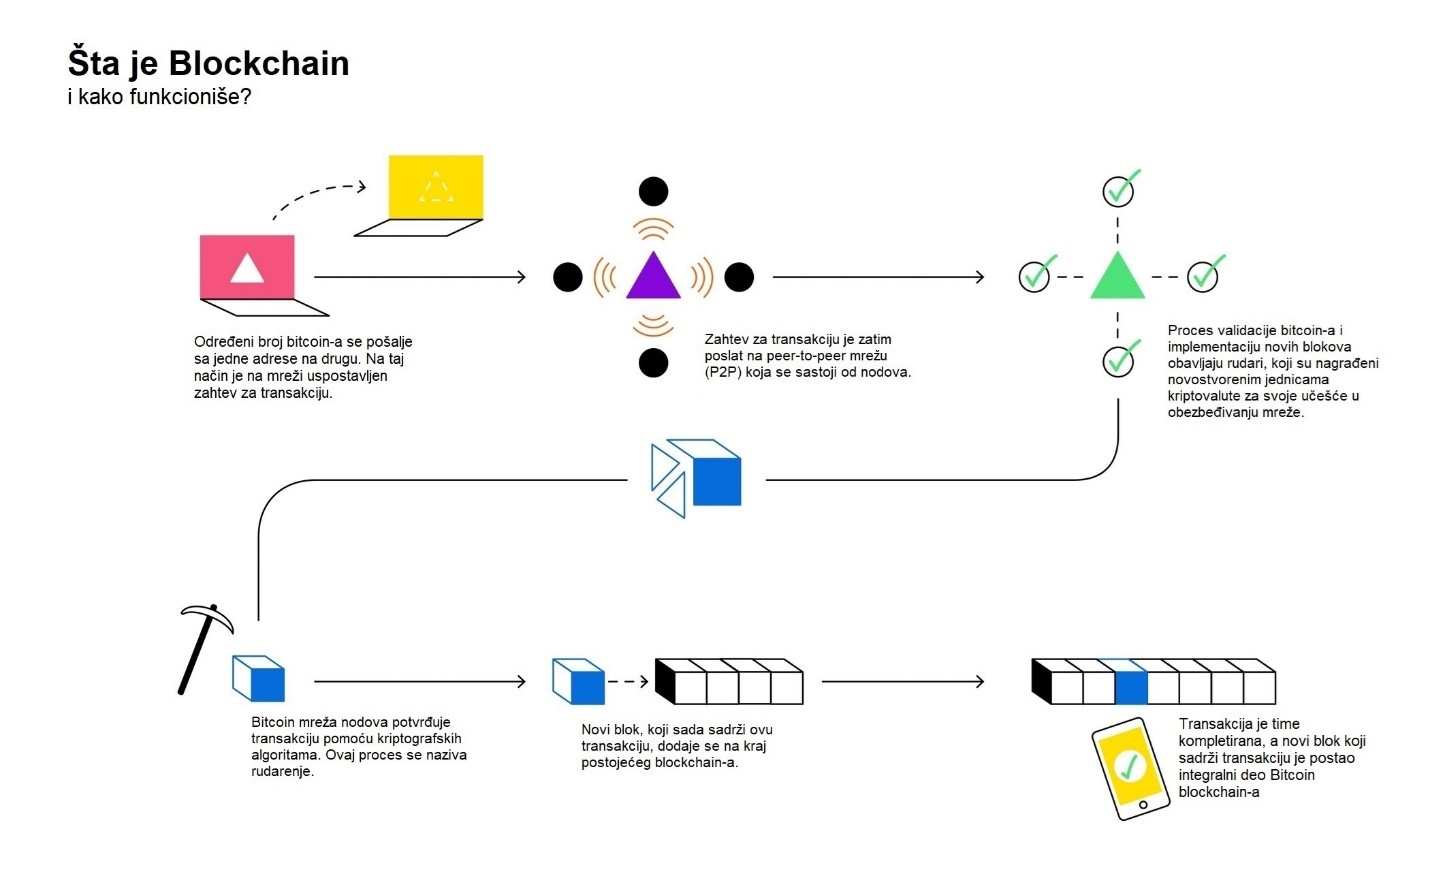 Šta je Blockchain
i kako funkcioniše?
Određeni broj bitcoin-a se pošalje
sa jedne adrese na drugu. Na taj
način je na mreži uspostavljen
zahtev za transakciju.
Zahtev za transakciju je zatim
poslat na peer-to-peer mrežu
(P2P) koja se sastoji od nodova.
Proces validacije bitcoin-a i
implementaciju novih blokova
obavljaju rudari, koji su nagrađeni
novostvorenim jednicama
kriptovalute za svoje učešće u
obezbeđivanju mreže.
Bitcoin mreža nodova potvrđuje
transakciju pomoću kriptografskih
algoritama. Ovaj proces se naziva
rudarenje.
Novi blok, koji sada sadrži ovu
transakciju, dodaje se na kraj
postojećeg blockchain-a.
Transakcija je time
kompletirana, a novi blok koji
sadrži transakciju je postao
integralni deo Bitcoin
blockchain-a